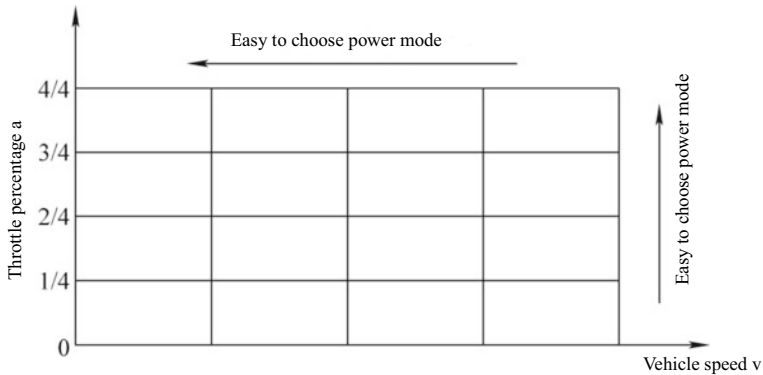 Easy to choose power mode
4/4
3/4
2/4
1/4
0
Throttle percentage a
Easy to choose power mode
Vehicle speed v